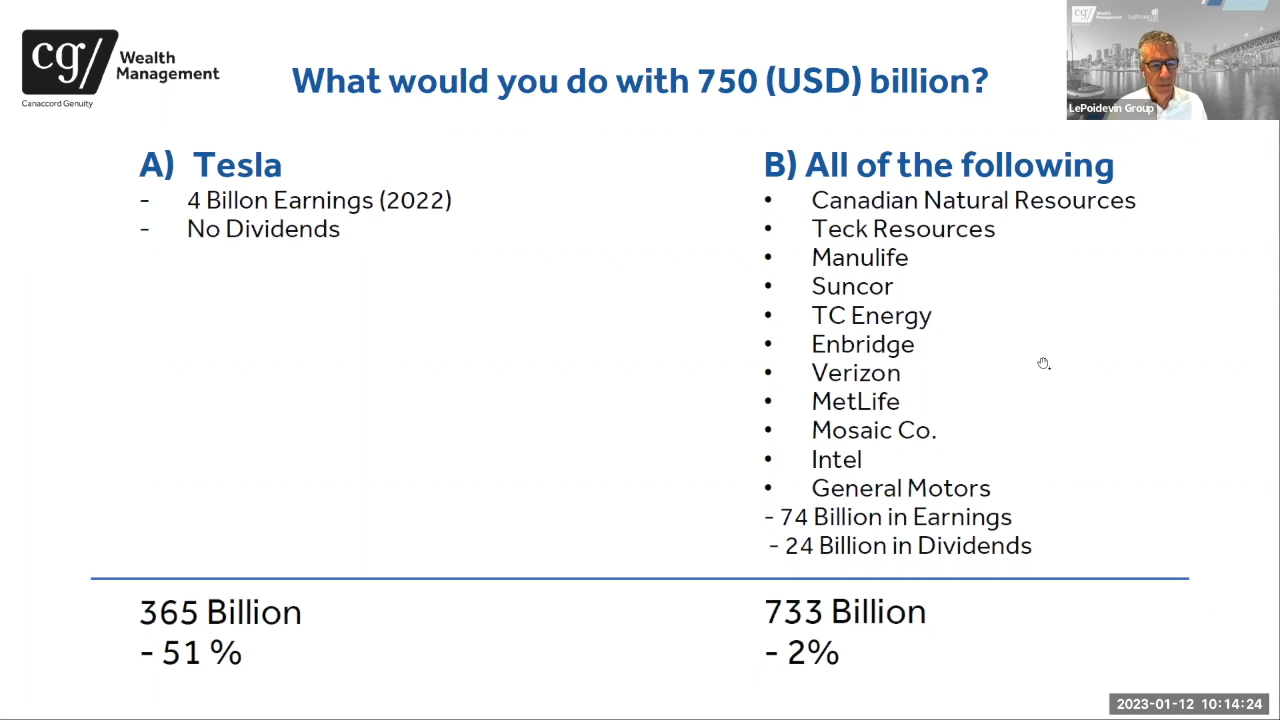 cg/ Wealth
Management
Canaccord Genuity
What would you do with 750 (USD) billion?
LePoidevin Group
A) Tesla
- 4 Billon Earnings (2022)
- No Dividends
B) All of the following
• Canadian Natural Resources
• Teck Resources
• Manulife
• Suncor
• TC Energy
• Enbridge
• Verizon
• MetLife
• Mosaic Co.
• Intel
• General Motors
- 74 Billion in Earnings
- 24 Billion in Dividends
365 Billion
- 51 %
733 Billion
- 2%
2023-01-12 10:14:24